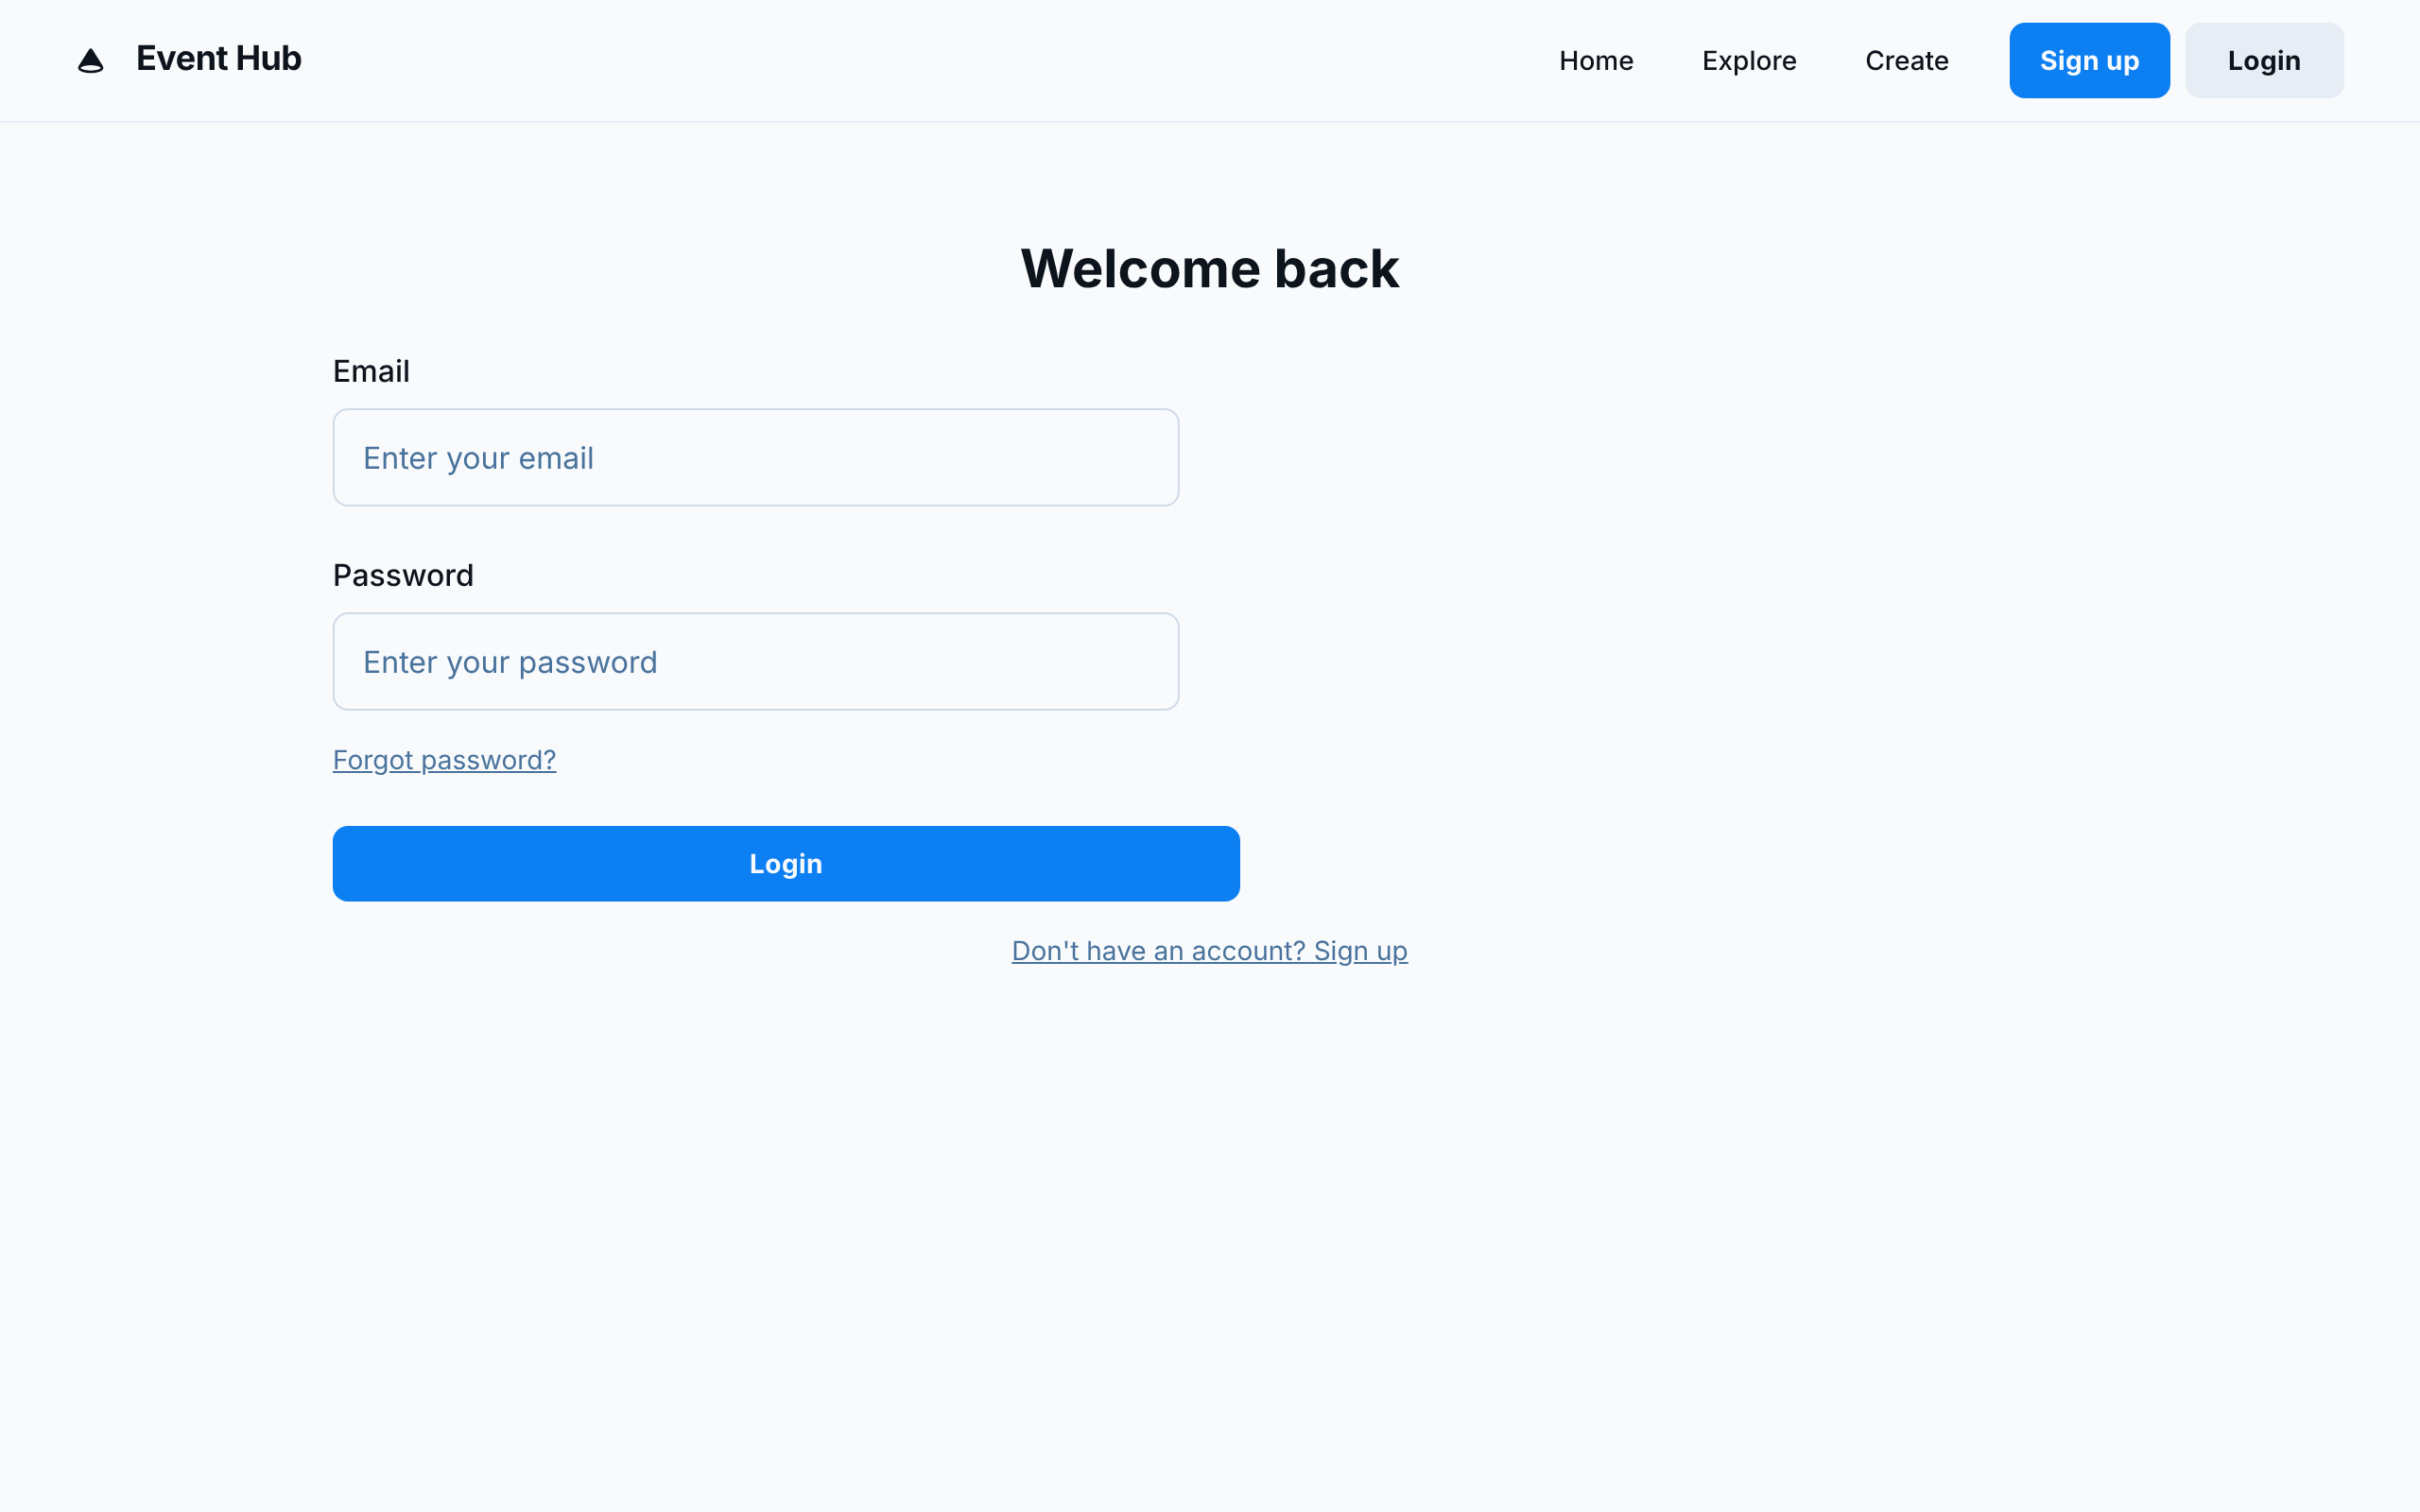 Event Hub
Home
Explore
Create
Sign up
Login
Welcome back
Email
Enter your email
Password
Enter your password
Forgot password?
Login
Don't have an account? Sign up